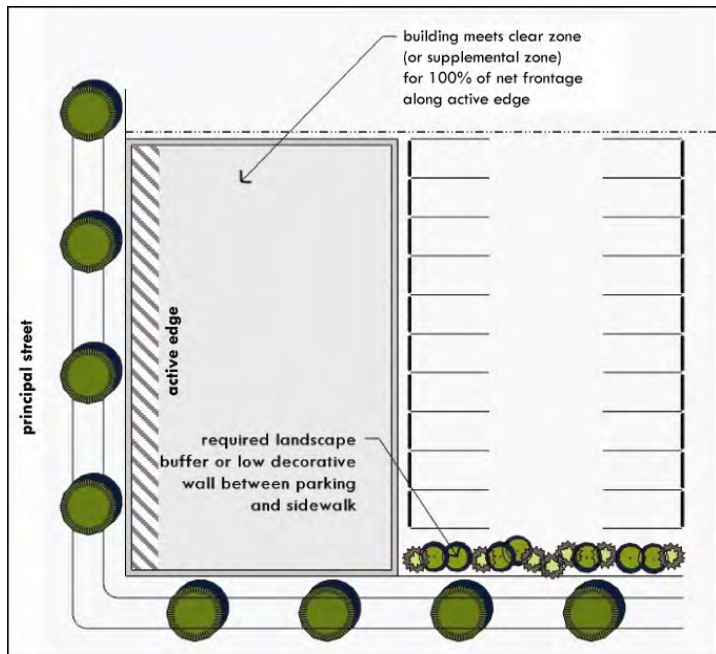 building meets clear zone
(or supplemental zone)
for 100% of net frontage
along active edge
principal street
active edge
required landscape
buffer or low decorative
wall between parking
and sidewalk